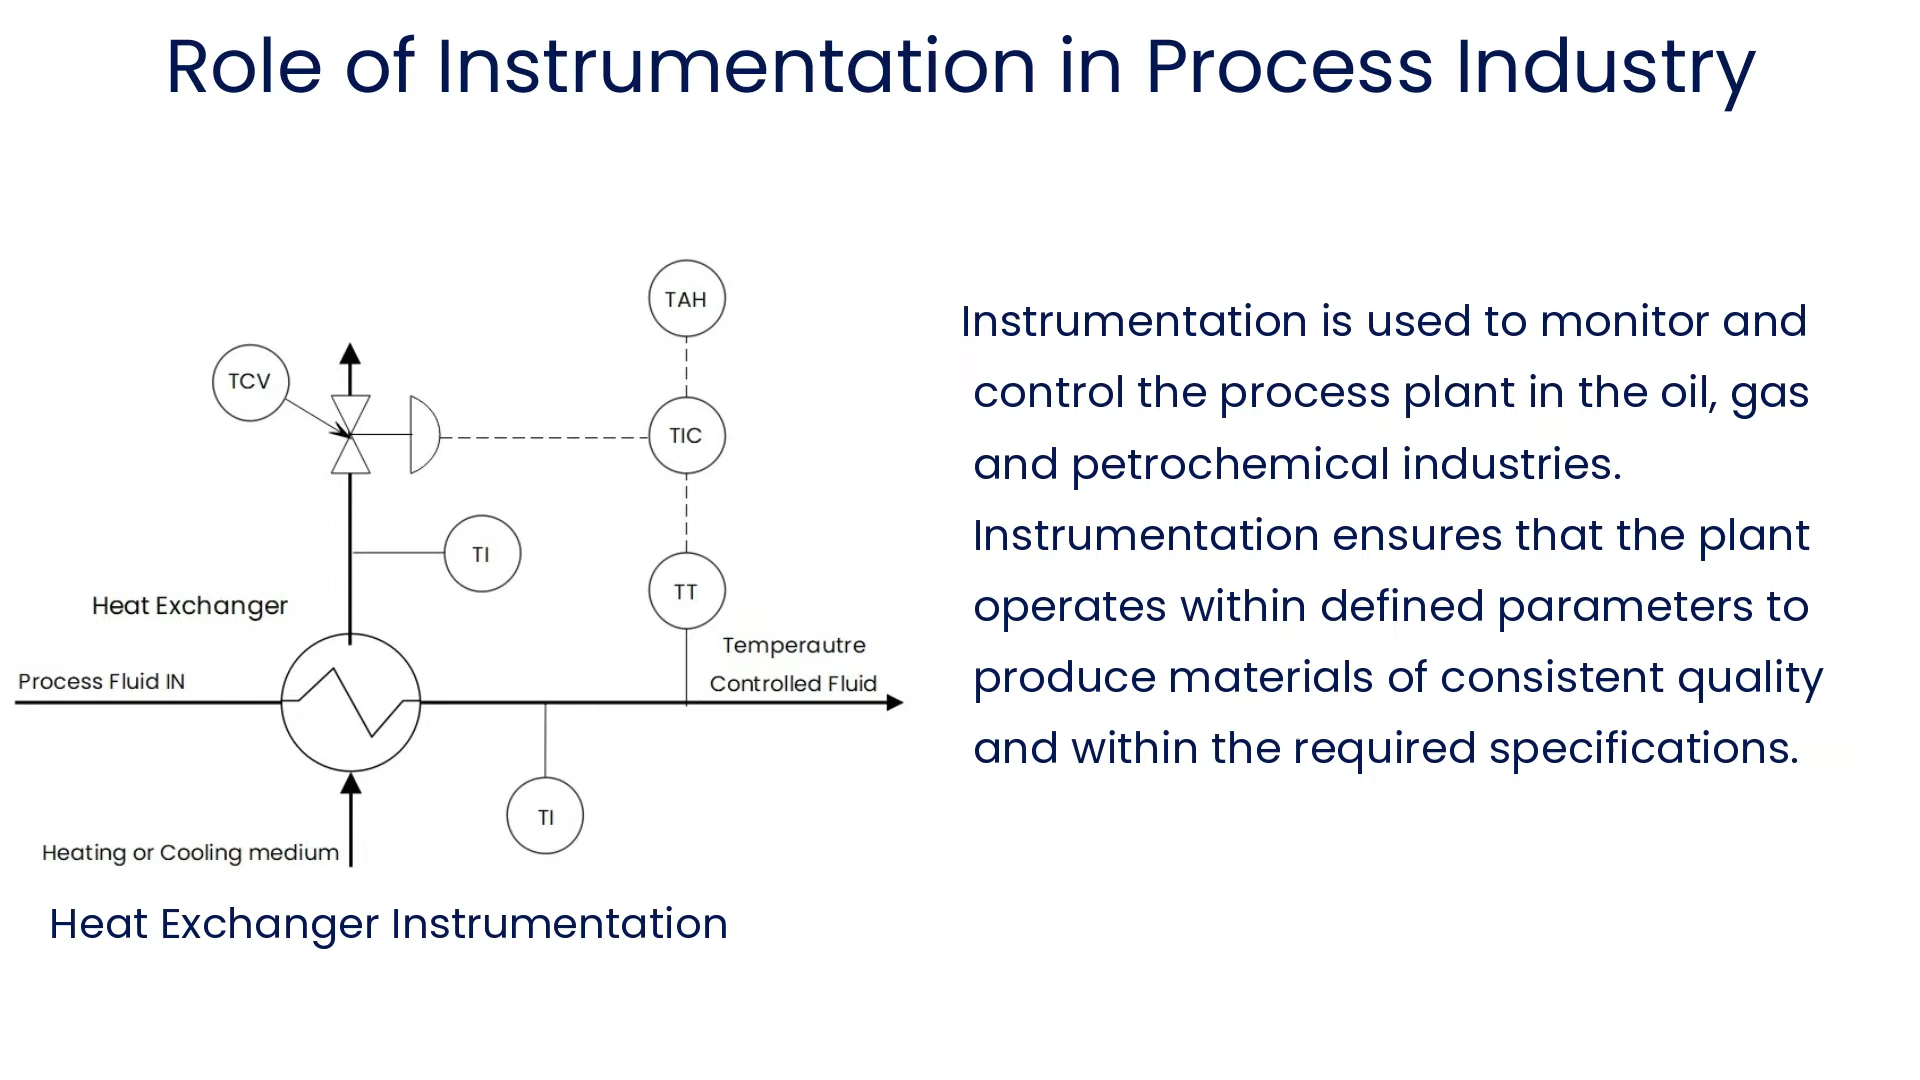 Role of Instrumentation in Process Industry
TAH
TCV
TIC
TI
TT
Heat Exchanger
Temperautre
Controlled Fluid
Process Fluid IN
TI
Heating or Cooling medium
Heat Exchanger Instrumentation
Instrumentation is used to monitor and
control the process plant in the oil, gas
and petrochemical industries.
Instrumentation ensures that the plant
operates within defined parameters to
produce materials of consistent quality
and within the required specifications.